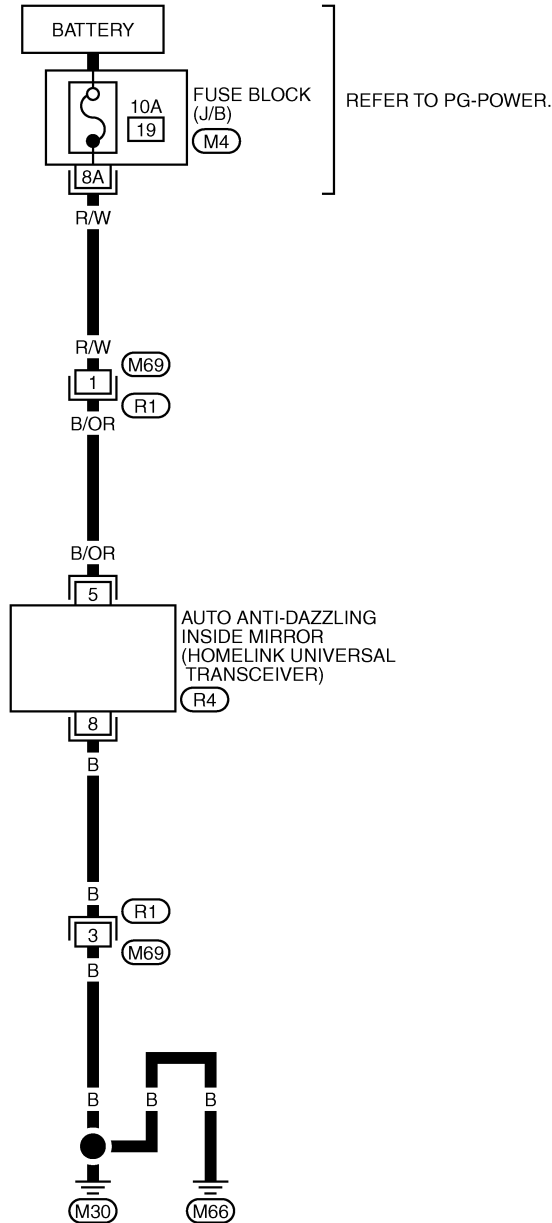 BATTERY
FUSE BLOCK
(J/B)
REFER TO PG-POWER.
10A
19
M4
8A
R/W
R/W
M69
1
R1
B/OR
B/OR
5
AUTO ANTI-DAZZLING
INSIDE MIRROR
(HOMELINK UNIVERSAL
TRANSCEIVER)
R4
8
B
B
R1
3
M69
B
B B B
M30 M66